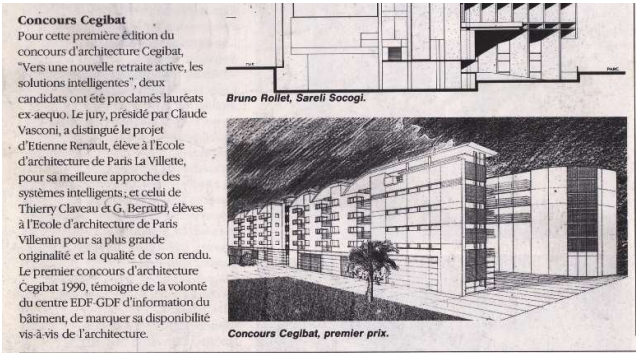 Concours Cegibat
Pour cette première édition du
concours d'architecture Cegibat,
"Vers une nouvelle retraite active, les
solutions intelligentes", deux
candidats ont été proclamés lauréats
ex-aequo. Le jury, présidé par Claude
Vasconi, a distingué le projet
d'Etienne Renault, élève à l'Ecole
d'architecture de Paris La Villette,
pour sa meilleure approche des
systèmes intelligents ; et celui de
Thierry Claveau et G. Berrutti, élèves
à l'Ecole d'architecture de Paris
Villemin pour sa plus grande
originalité et la qualité de son rendu.
Le premier concours d'architecture
Cegibat 1990, témoigne de la volonté
du centre EDF-GDF d'information du
bâtiment, de marquer sa disponibilité
vis-à-vis de l'architecture.
RUE
PARC
Bruno Rollet, Sareli Socogi.
Concours Cegibat, premier prix.